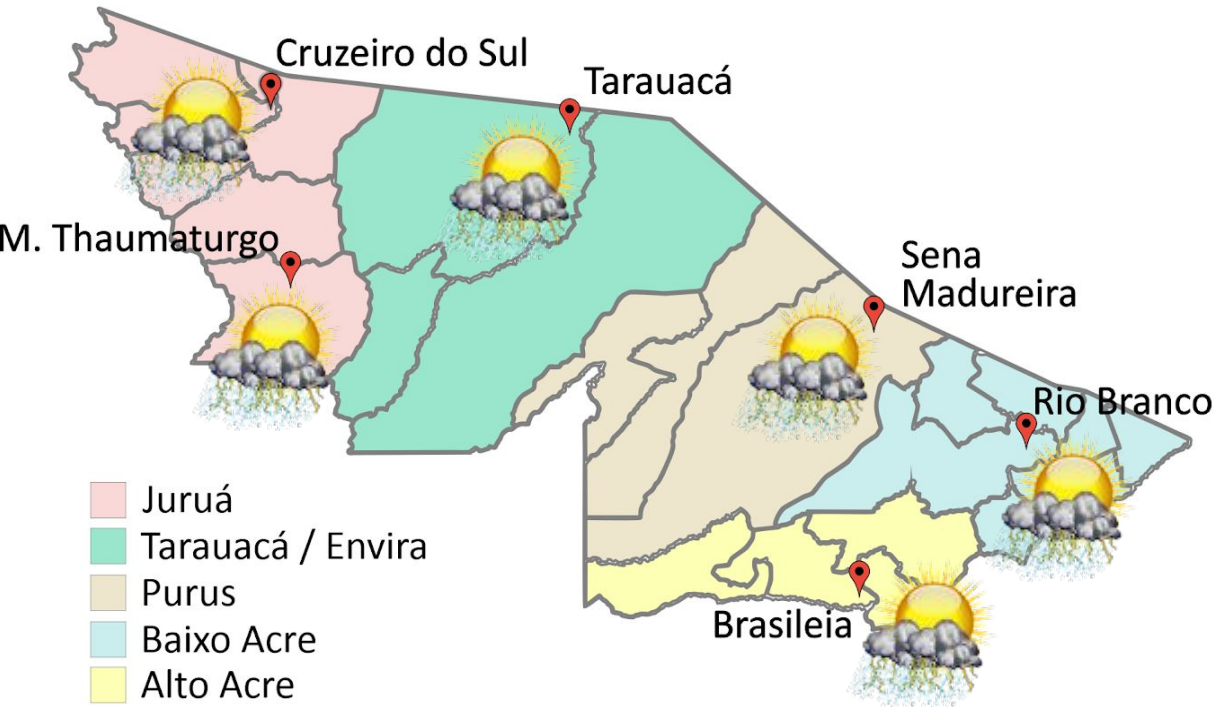 Cruzeiro do Sul
Tarauacá
M. Thaumaturgo
Sena
Madureira
Rio Branco
Brasileia
Juruá
Tarauacá / Envira
Purus
Baixo Acre
Alto Acre